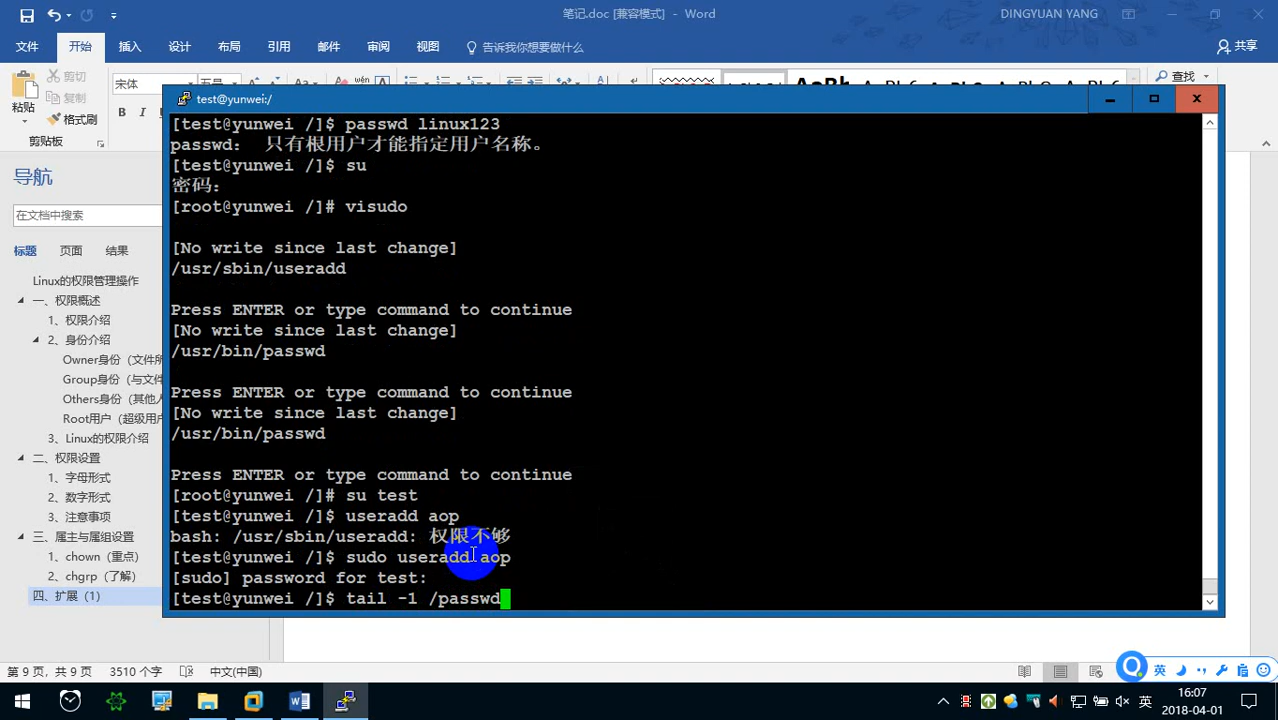 笔记.doc [兼容模式] - Word
DINGYUAN YANG
文件 开始 插入 设计 布局 引用 邮件 审阅 视图 告诉我你想要做什么 共享
剪切
复制
格式刷
粘贴
剪贴板
宋体
五号
查找
test@yunwei:/
[test@yunwei /]$ passwd linux123
passwd： 只有根用户才能指定用户名称。
[test@yunwei /]$ su
密码：
[root@yunwei /]# visudo
[No write since last change]
/usr/sbin/useradd
Press ENTER or type command to continue
[No write since last change]
/usr/bin/passwd
Press ENTER or type command to continue
[No write since last change]
/usr/bin/passwd
Press ENTER or type command to continue
[root@yunwei /]# su test
[test@yunwei /]$ useradd aop
bash: /usr/sbin/useradd: 权限不够
[test@yunwei /]$ sudo useradd aop
[sudo] password for test:
[test@yunwei /]$ tail -1 /passwd
导航
在文档中搜索
标题 页面 结果
Linux的权限管理操作
一、权限概述
1、权限介绍
2、身份介绍
Owner身份（文件所
Group身份（与文件
Others身份（其他人
Root用户（超级用户
3、Linux的权限介绍
二、权限设置
1、字母形式
2、数字形式
3、注意事项
三、属主与属组设置
1、chown（重点）
2、chgrp（了解）
四、扩展（1）
第 9 页，共 9 页 3510 个字 中文(中国)
英
英
16:07
2018-04-01